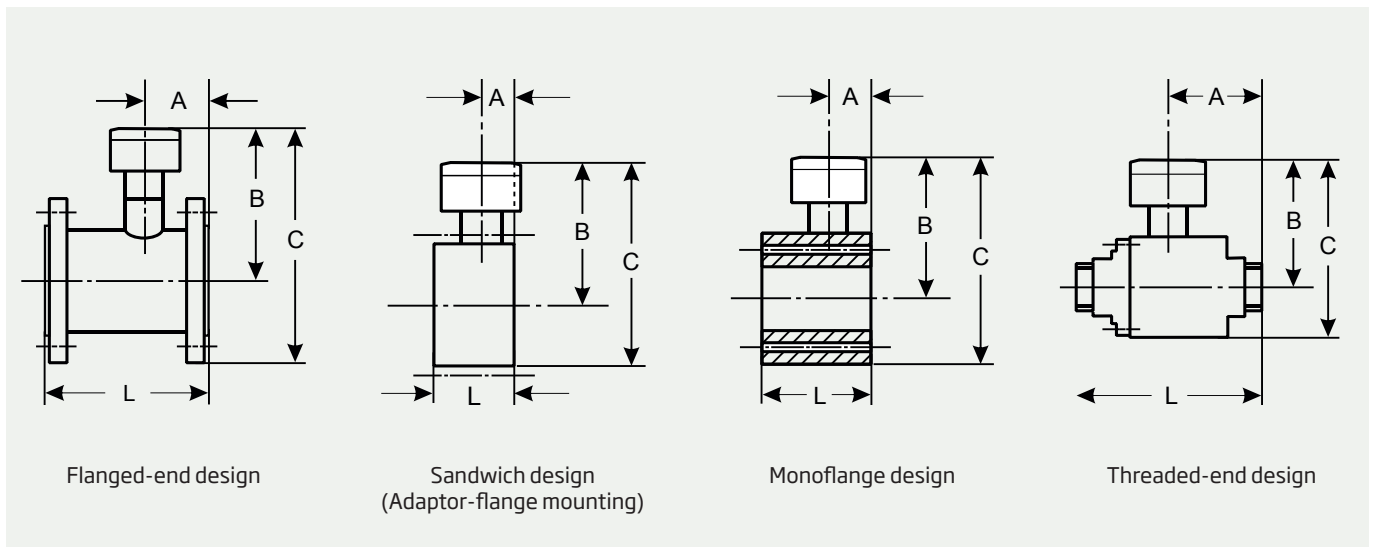 A
B
C
L
Flanged-end design
A
B
C
L
Sandwich design
(Adaptor-flange mounting)
A
B
C
L
Monoflange design
A
B
C
L
Threaded-end design